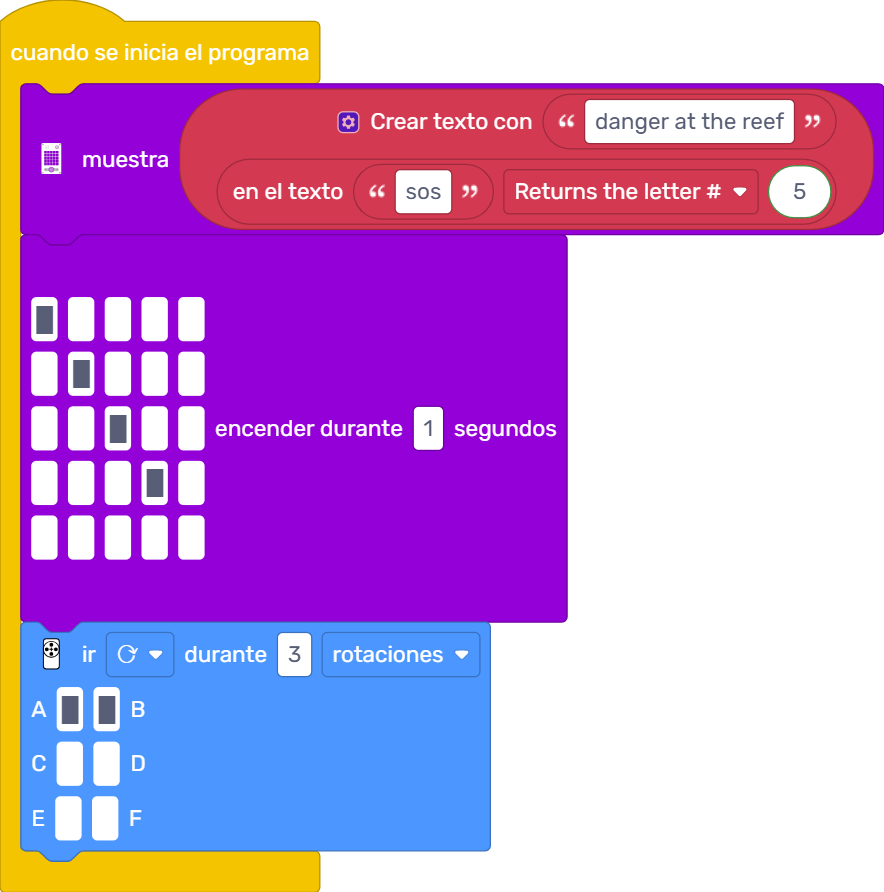 cuando se inicia el programa
Crear texto con “ danger at the reef ”
muestra
en el texto “ sos ” Returns the letter # 5
encender durante 1 segundos
ir durante 3 rotaciones
A B
C D
E F